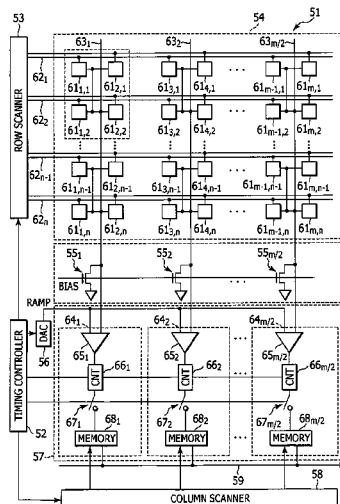 53
54
51
63₁
63₂
63ₘ/₂
ROW SCANNER
62₁
61₁,₁ 61₂,₁ 61₃,₁ 61₄,₁ 61ₘ₋₁,₁ 61ₘ,₁
62₂
61₁,₂ 61₂,₂ 61₃,₂ 61₄,₂ 61ₘ₋₁,₂ 61ₘ,₂
62ₙ₋₁
61₁,ₙ₋₁ 61₂,ₙ₋₁ 61₃,ₙ₋₁ 61₄,ₙ₋₁ 61ₘ₋₁,ₙ₋₁ 61ₘ,ₙ₋₁
62ₙ
61₁,ₙ 61₂,ₙ 61₃,ₙ 61₄,ₙ 61ₘ₋₁,ₙ 61ₘ,ₙ
55₁ 55₂ 55ₘ/₂
BIAS
RAMP
64₁ 64₂ 64ₘ/₂
TIMING CONTROLLER
DAC
56
65₁ 65₂ 65ₘ/₂
CNT 66₁ CNT 66₂ CNT 66ₘ/₂
52
67₁ 68₁ 67₂ 68₂ 67ₘ/₂ 68ₘ/₂
MEMORY MEMORY MEMORY
57
59
58
COLUMN SCANNER